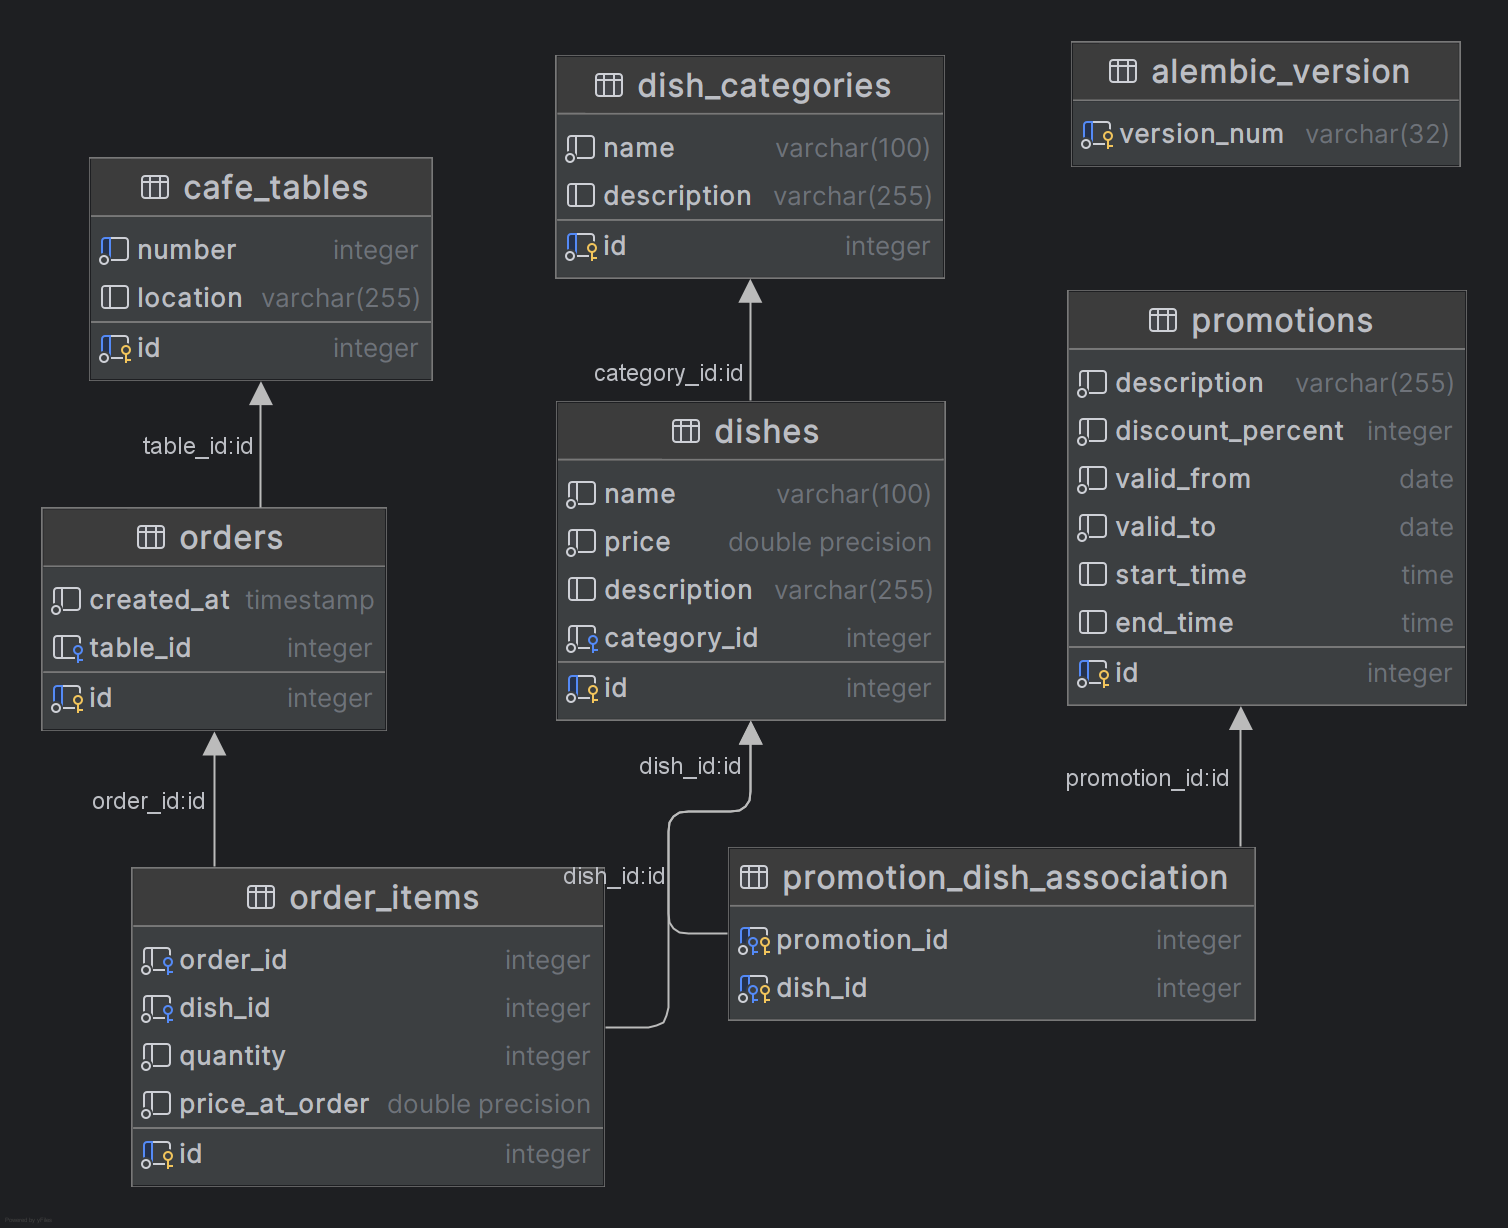 alembic_version
version_num varchar(32)
dish_categories
name varchar(100)
description varchar(255)
id integer
cafe_tables
number integer
location varchar(255)
id integer
promotions
description varchar(255)
discount_percent integer
valid_from date
valid_to date
start_time time
end_time time
id integer
category_id:id
dishes
name varchar(100)
price double precision
description varchar(255)
category_id integer
id integer
table_id:id
orders
created_at timestamp
table_id integer
id integer
dish_id:id
promotion_id:id
order_id:id
dish_id:id
order_items
order_id integer
dish_id integer
quantity integer
price_at_order double precision
id integer
promotion_dish_association
promotion_id integer
dish_id integer
Powered by yFiles